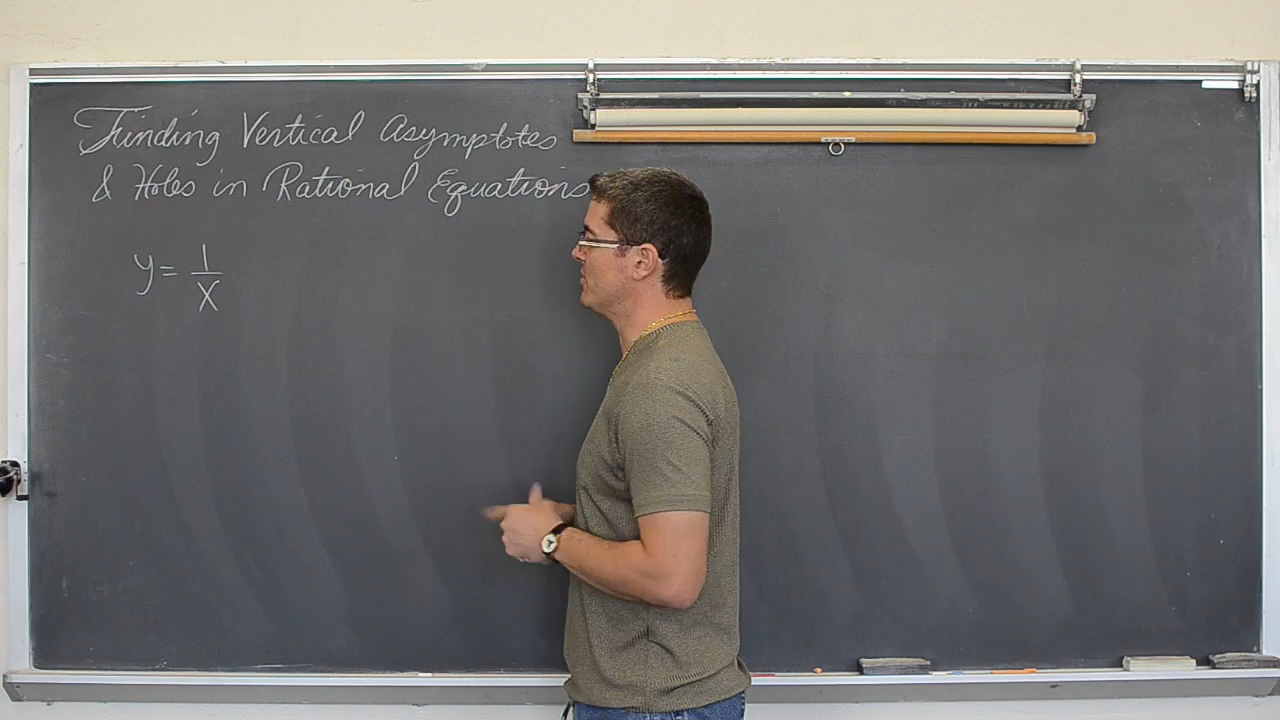 Finding Vertical Asymptotes
& Holes in Rational Equations
y = 1/x